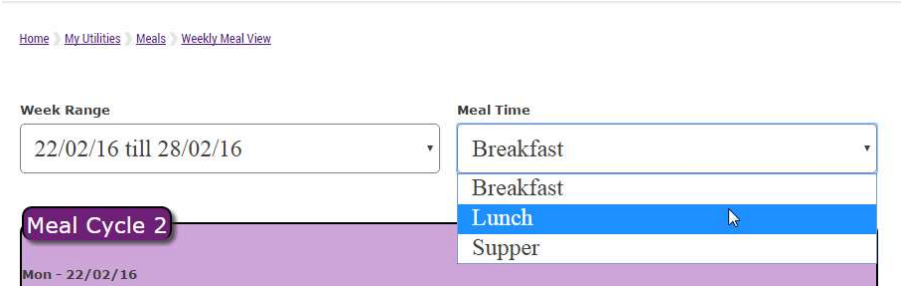 Home My Utilities Meals Weekly Meal View
Week Range
Meal Time
22/02/16 till 28/02/16
Breakfast
Breakfast
Lunch
Supper
Meal Cycle 2
Mon - 22/02/16